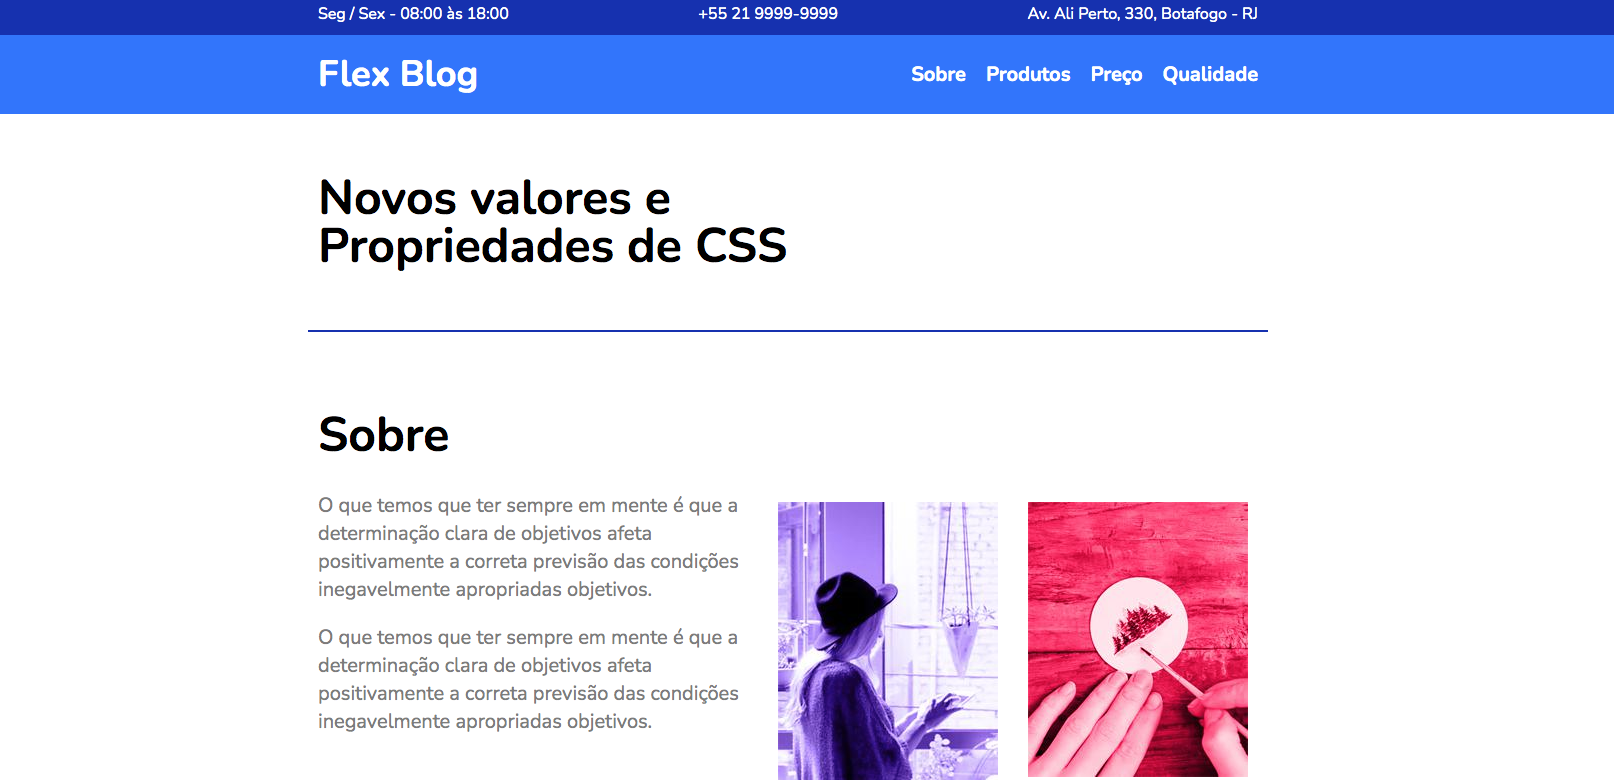 Seg / Sex - 08:00 às 18:00
+55 21 9999-9999
Av. Ali Perto, 330, Botafogo - RJ
Flex Blog
Sobre
Produtos
Preço
Qualidade
Novos valores e
Propriedades de CSS
Sobre
O que temos que ter sempre em mente é que a
determinação clara de objetivos afeta
positivamente a correta previsão das condições
inegavelmente apropriadas objetivos.
O que temos que ter sempre em mente é que a
determinação clara de objetivos afeta
positivamente a correta previsão das condições
inegavelmente apropriadas objetivos.